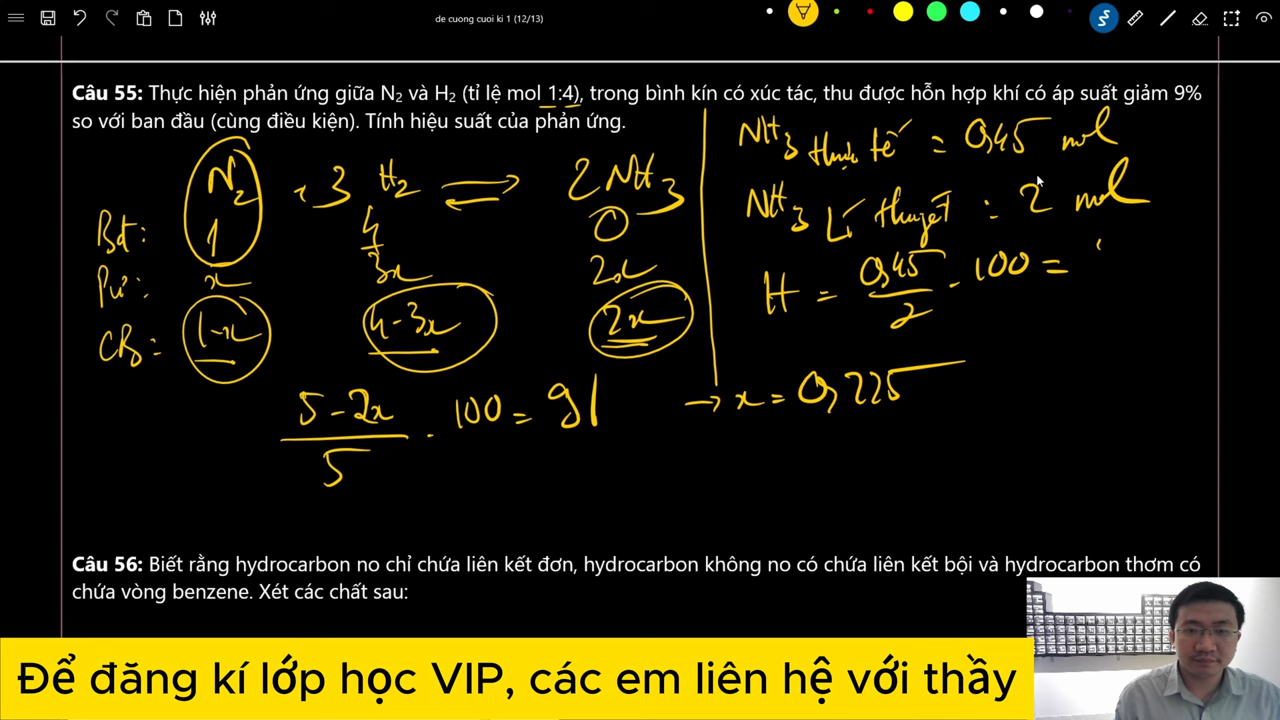 de cuong cuoi ki 1 (12/13)
Câu 55: Thực hiện phản ứng giữa N₂ và H₂ (tỉ lệ mol 1:4), trong bình kín có xúc tác, thu được hỗn hợp khí có áp suất giảm 9%
so với ban đầu (cùng điều kiện). Tính hiệu suất của phản ứng.
N₂ + 3 H₂ ⇌ 2NH₃
Bđ: 1 4 0
Pư: x 3x 2x
CB: 1-x 4-3x 2x
5-2x / 5 . 100 = 91 → x = 0,225
NH₃ thực tế = 0,45 mol
NH₃ Lí thuyết = 2 mol
H = 0,45 / 2 . 100 =
Câu 56: Biết rằng hydrocarbon no chỉ chứa liên kết đơn, hydrocarbon không no có chứa liên kết bội và hydrocarbon thơm có
chứa vòng benzene. Xét các chất sau:
Để đăng kí lớp học VIP, các em liên hệ với thầy